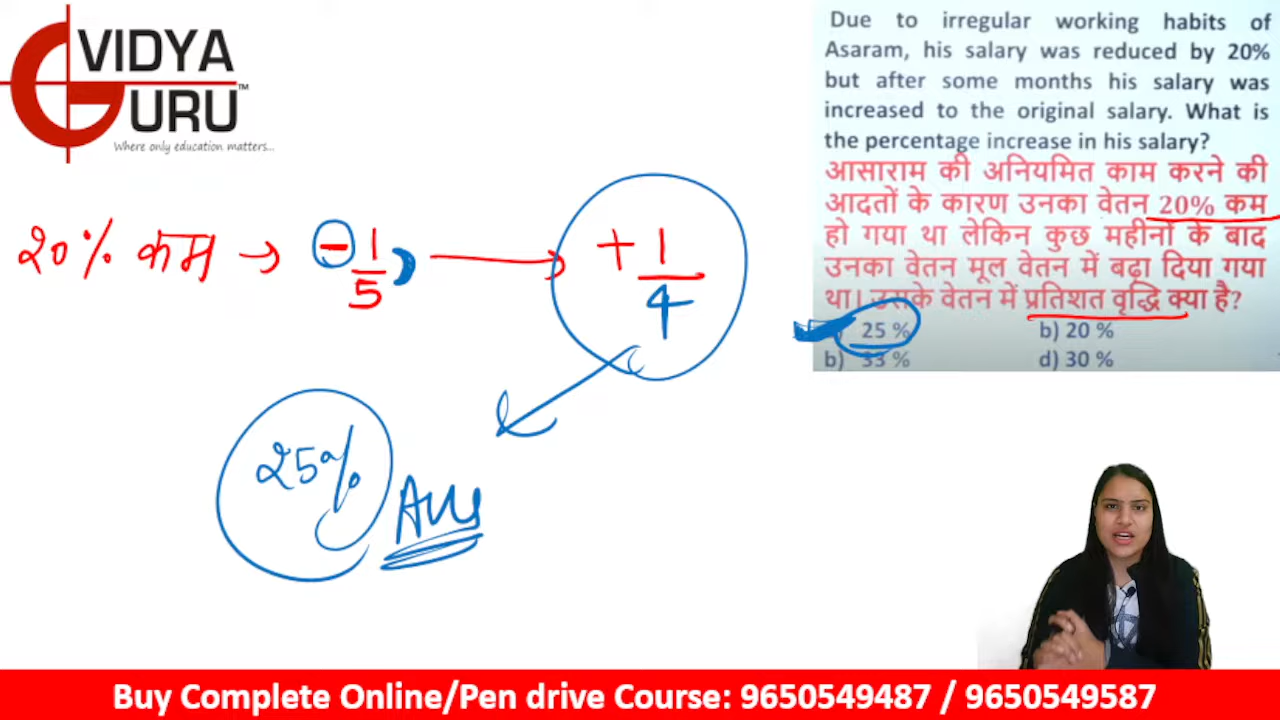 VIDYA
GURU™
Where only education matters...
Due to irregular working habits of
Asaram, his salary was reduced by 20%
but after some months his salary was
increased to the original salary. What is
the percentage increase in his salary?
आसाराम की अनियमित काम करने की
आदतों के कारण उनका वेतन 20% कम
हो गया था लेकिन कुछ महीनों के बाद
उनका वेतन मूल वेतन में बढ़ा दिया गया
था। उसके वेतन में प्रतिशत वृद्धि क्या है?
25 % b) 20 %
b) 33 % d) 30 %
20% कम → - 1/5 → + 1/4
25% Ans
Buy Complete Online/Pen drive Course: 9650549487 / 9650549587